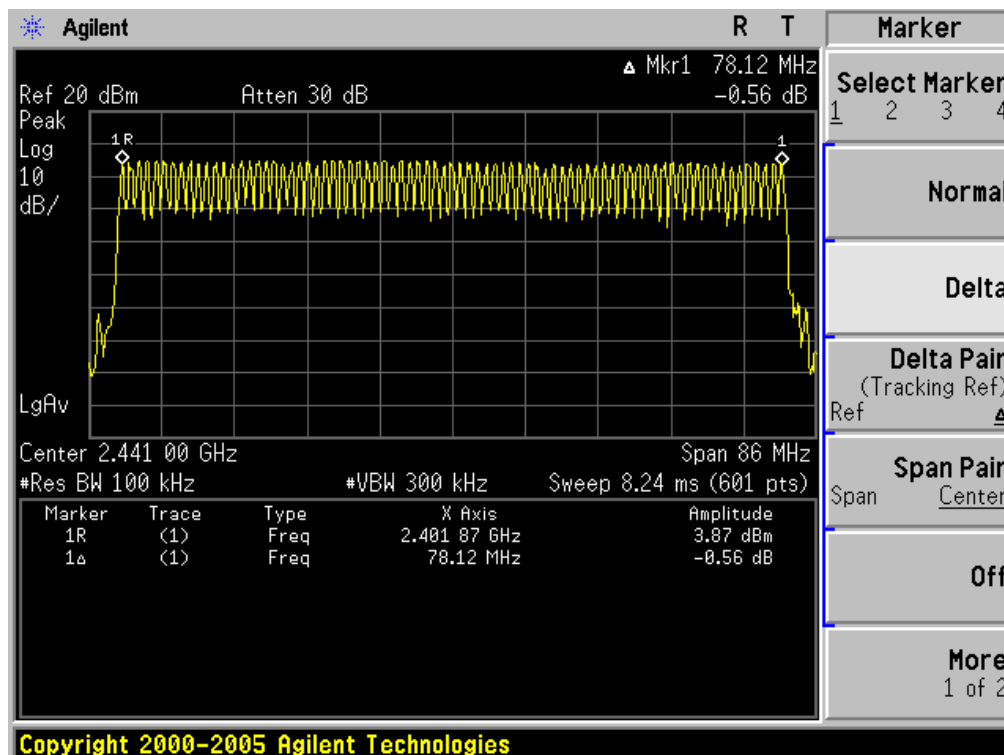 Agilent R T
Δ Mkr1 78.12 MHz
Ref 20 dBm Atten 30 dB -0.56 dB
Peak
Log
10
dB/
1R
1
LgAv
Center 2.441 00 GHz Span 86 MHz
#Res BW 100 kHz #VBW 300 kHz Sweep 8.24 ms (601 pts)
Marker Trace Type X Axis Amplitude
1R (1) Freq 2.401 87 GHz 3.87 dBm
1Δ (1) Freq 78.12 MHz -0.56 dB
Copyright 2000-2005 Agilent Technologies
Marker
Select Marker
1 2 3 4
Normal
Delta
Delta Pair
(Tracking Ref)
Ref Δ
Span Pair
Span Center
Off
More
1 of 2